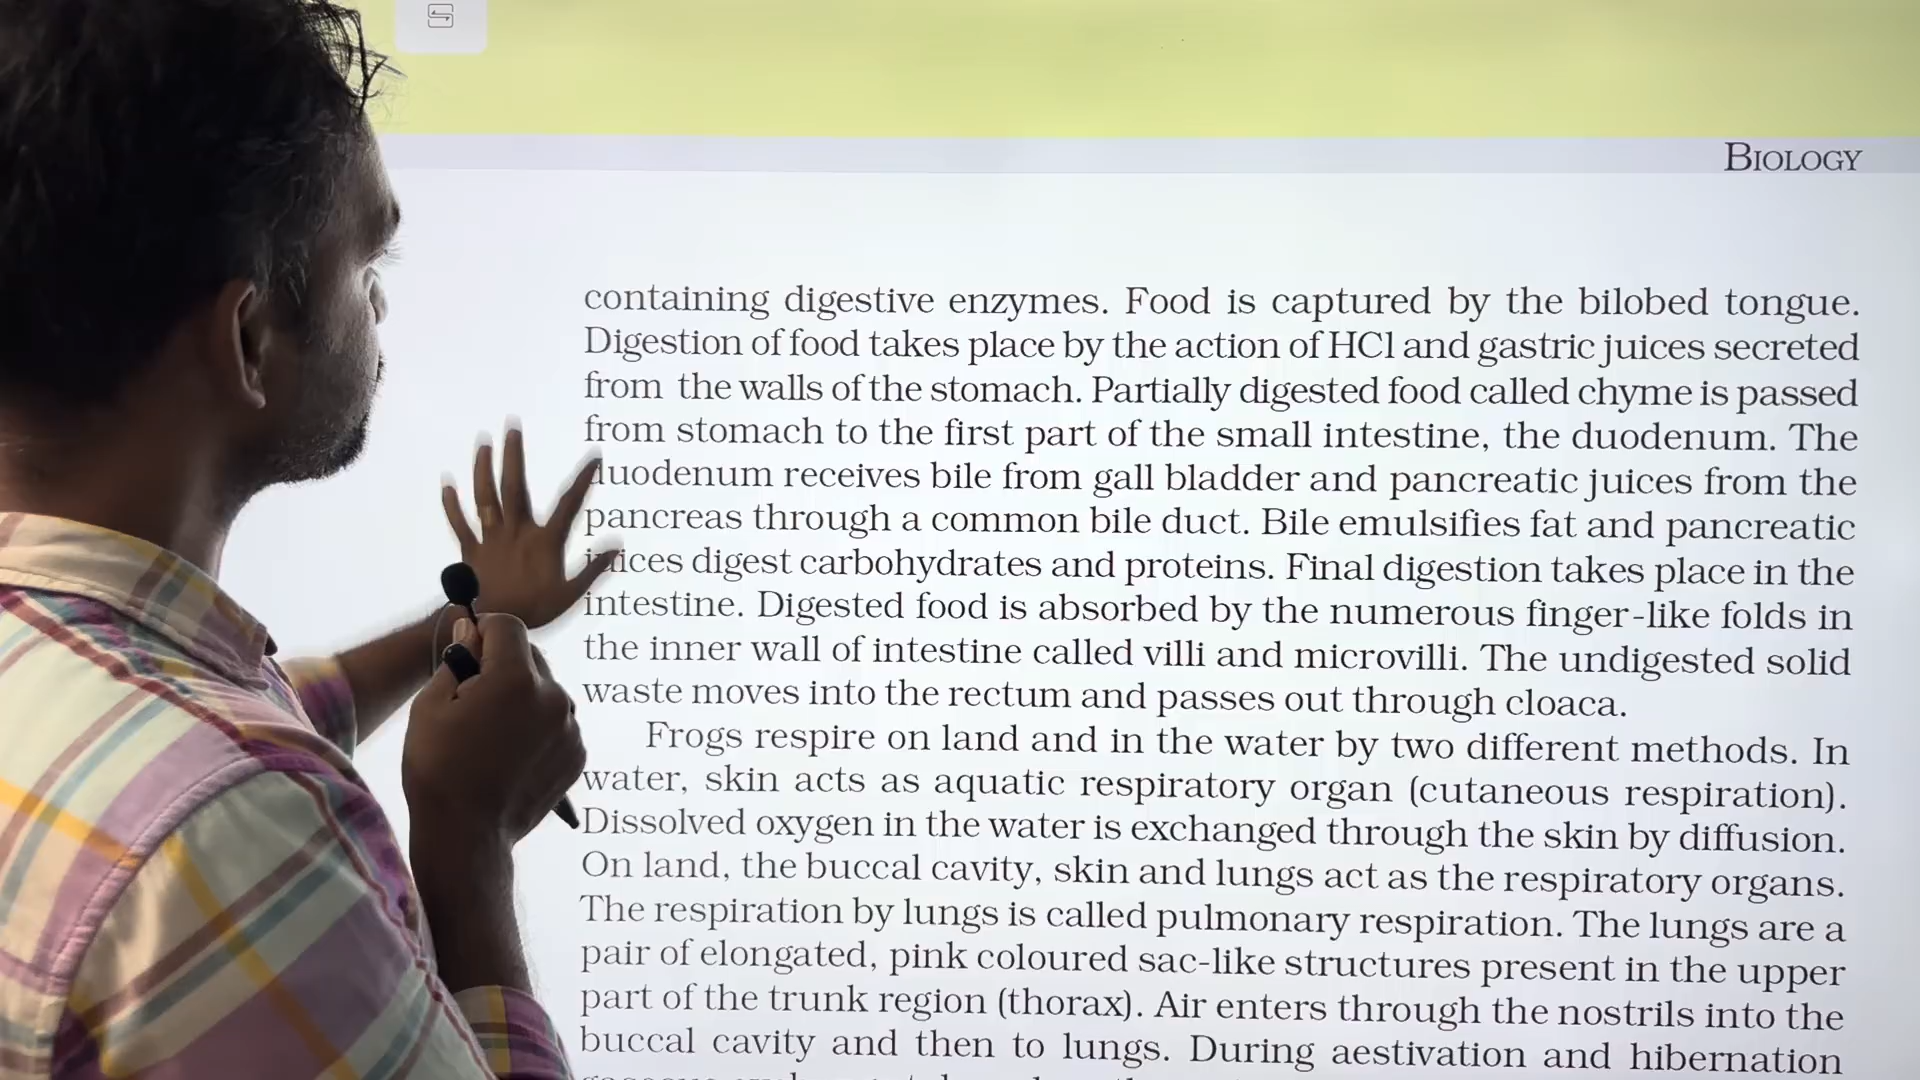 BIOLOGY
containing digestive enzymes. Food is captured by the bilobed tongue.
Digestion of food takes place by the action of HCl and gastric juices secreted
from the walls of the stomach. Partially digested food called chyme is passed
from stomach to the first part of the small intestine, the duodenum. The
duodenum receives bile from gall bladder and pancreatic juices from the
pancreas through a common bile duct. Bile emulsifies fat and pancreatic
juices digest carbohydrates and proteins. Final digestion takes place in the
intestine. Digested food is absorbed by the numerous finger-like folds in
the inner wall of intestine called villi and microvilli. The undigested solid
waste moves into the rectum and passes out through cloaca.
Frogs respire on land and in the water by two different methods. In
water, skin acts as aquatic respiratory organ (cutaneous respiration).
Dissolved oxygen in the water is exchanged through the skin by diffusion.
On land, the buccal cavity, skin and lungs act as the respiratory organs.
The respiration by lungs is called pulmonary respiration. The lungs are a
pair of elongated, pink coloured sac-like structures present in the upper
part of the trunk region (thorax). Air enters through the nostrils into the
buccal cavity and then to lungs. During aestivation and hibernation